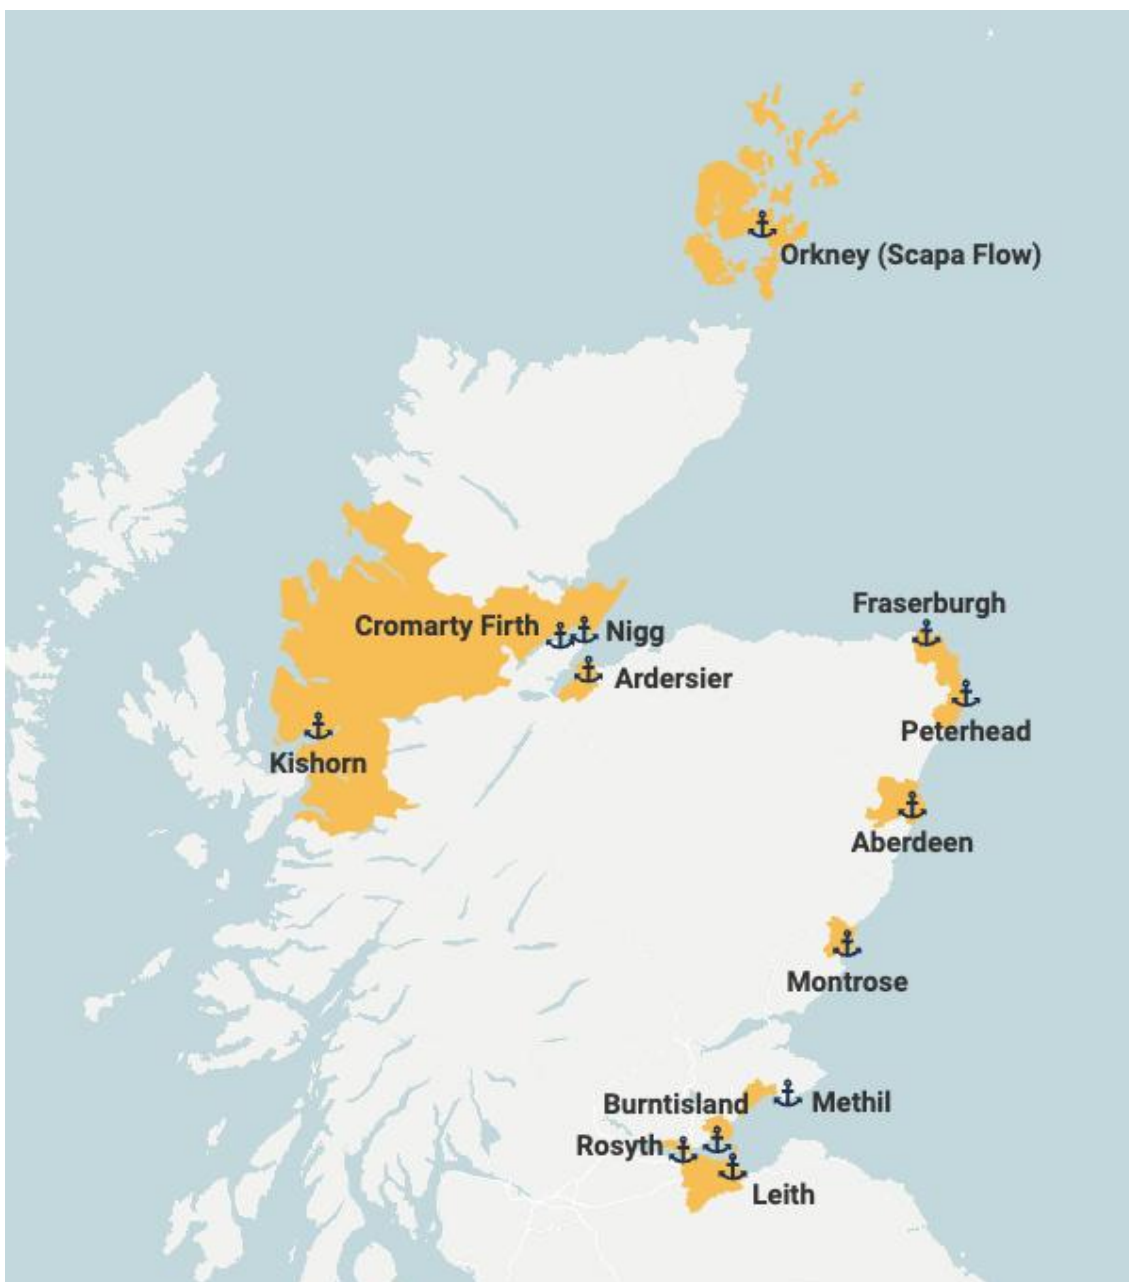 Orkney (Scapa Flow)
Fraserburgh
Cromarty Firth
Nigg
Ardersier
Peterhead
Kishorn
Aberdeen
Montrose
Burntisland
Methil
Rosyth
Leith